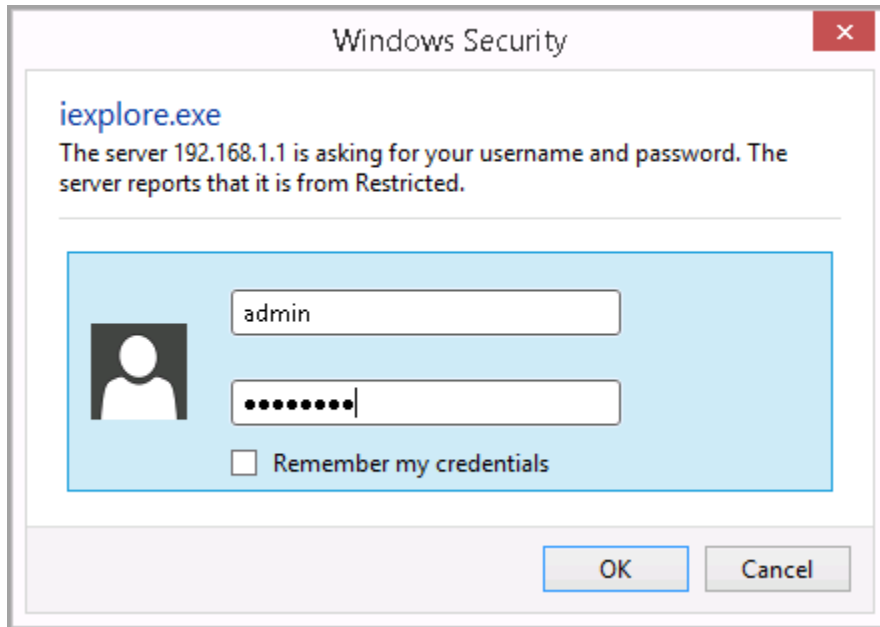 Windows Security
iexplore.exe
The server 192.168.1.1 is asking for your username and password. The
server reports that it is from Restricted.
admin
●●●●●●●●
Remember my credentials
OK
Cancel